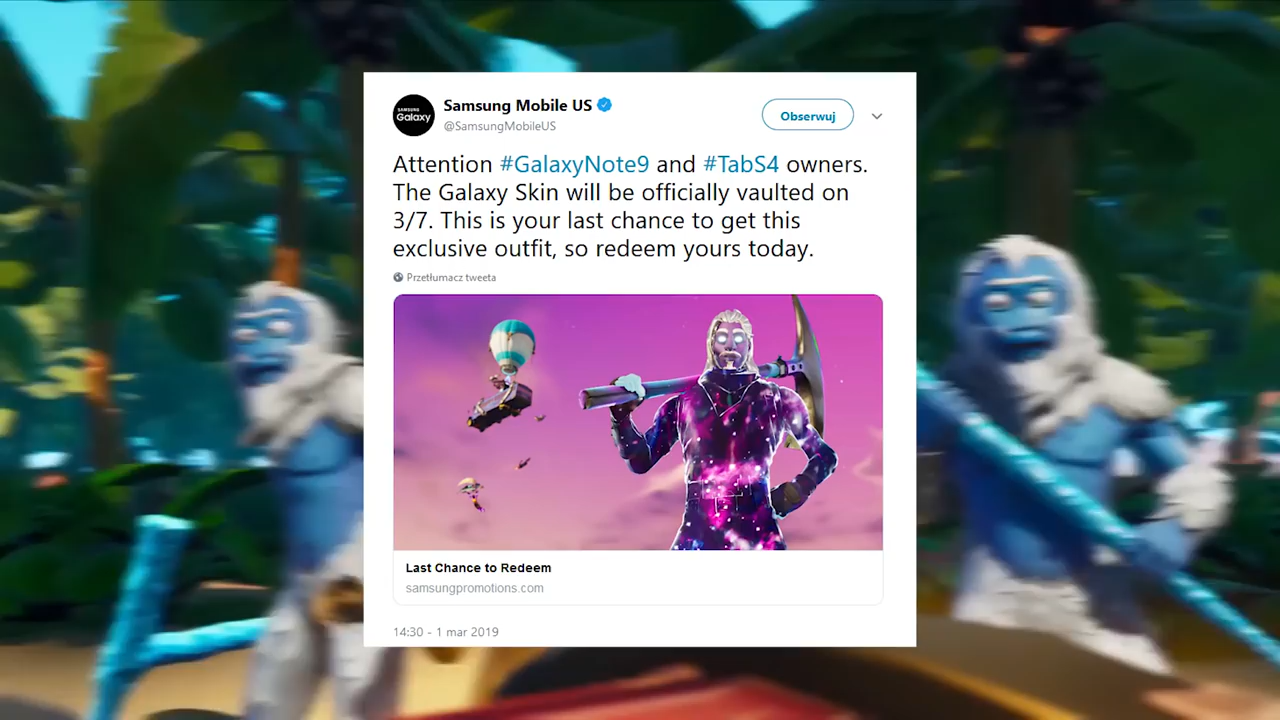 SAMSUNG
Galaxy
Samsung Mobile US
@SamsungMobileUS
Obserwuj
Attention #GalaxyNote9 and #TabS4 owners.
The Galaxy Skin will be officially vaulted on
3/7. This is your last chance to get this
exclusive outfit, so redeem yours today.
Przetłumacz tweeta
Last Chance to Redeem
samsungpromotions.com
14:30 - 1 mar 2019